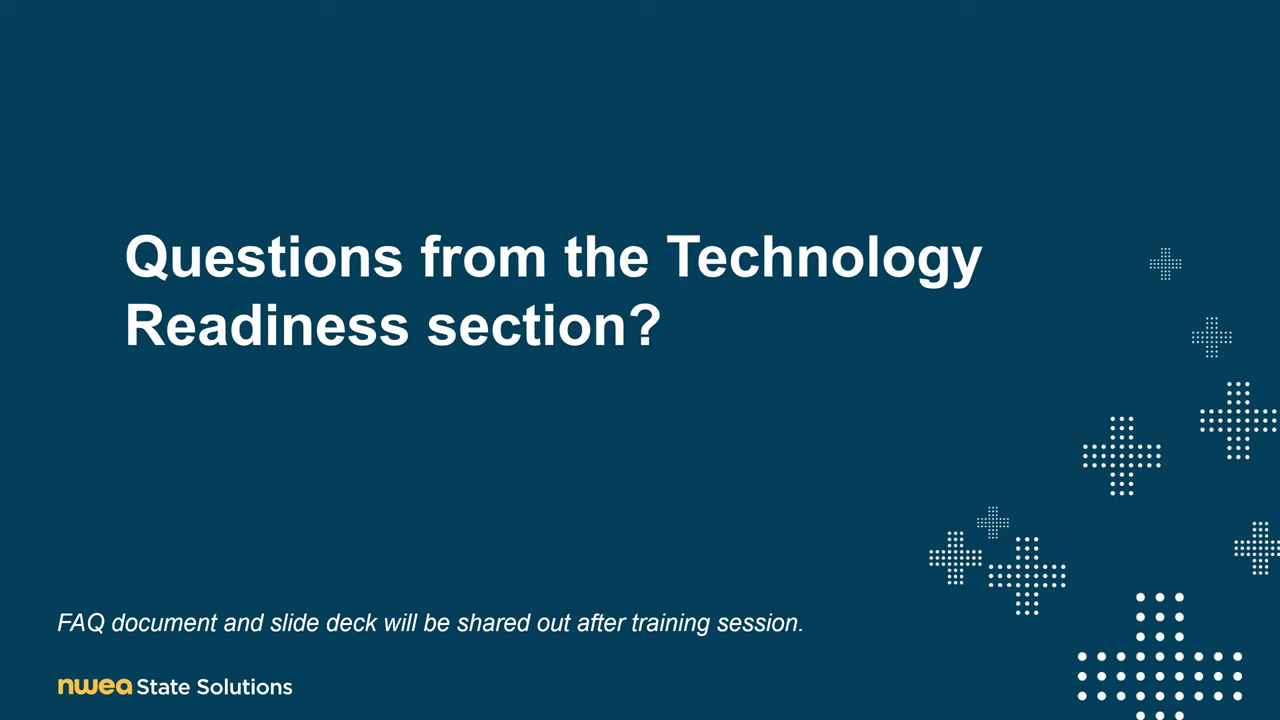 Questions from the Technology
Readiness section?
FAQ document and slide deck will be shared out after training session.
nwea State Solutions